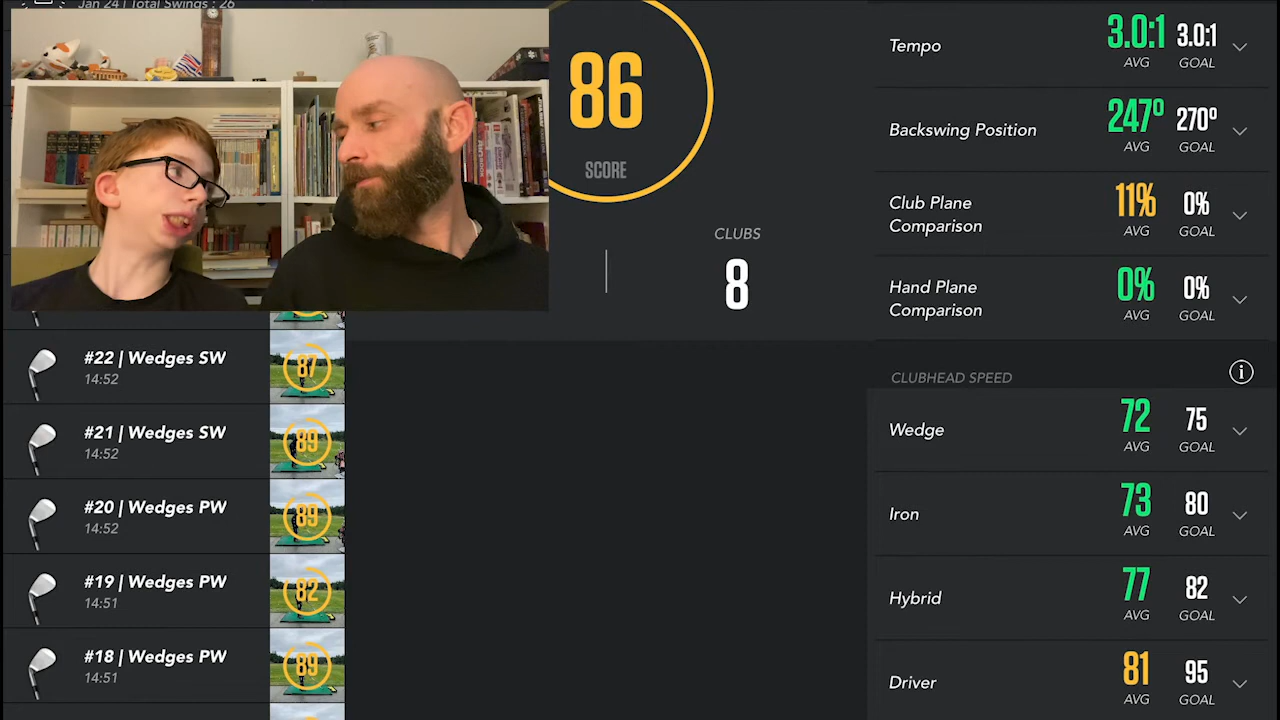 Jan 24 | Total Swings : 26
86
SCORE
CLUBS
8
#22 | Wedges SW
14:52
87
#21 | Wedges SW
14:52
89
#20 | Wedges PW
14:52
89
#19 | Wedges PW
14:51
82
#18 | Wedges PW
14:51
89
Tempo
3.0:1 3.0:1
AVG GOAL
Backswing Position
247º 270º
AVG GOAL
Club Plane
Comparison
11% 0%
AVG GOAL
Hand Plane
Comparison
0% 0%
AVG GOAL
CLUBHEAD SPEED
i
Wedge
72 75
AVG GOAL
Iron
73 80
AVG GOAL
Hybrid
77 82
AVG GOAL
Driver
81 95
AVG GOAL